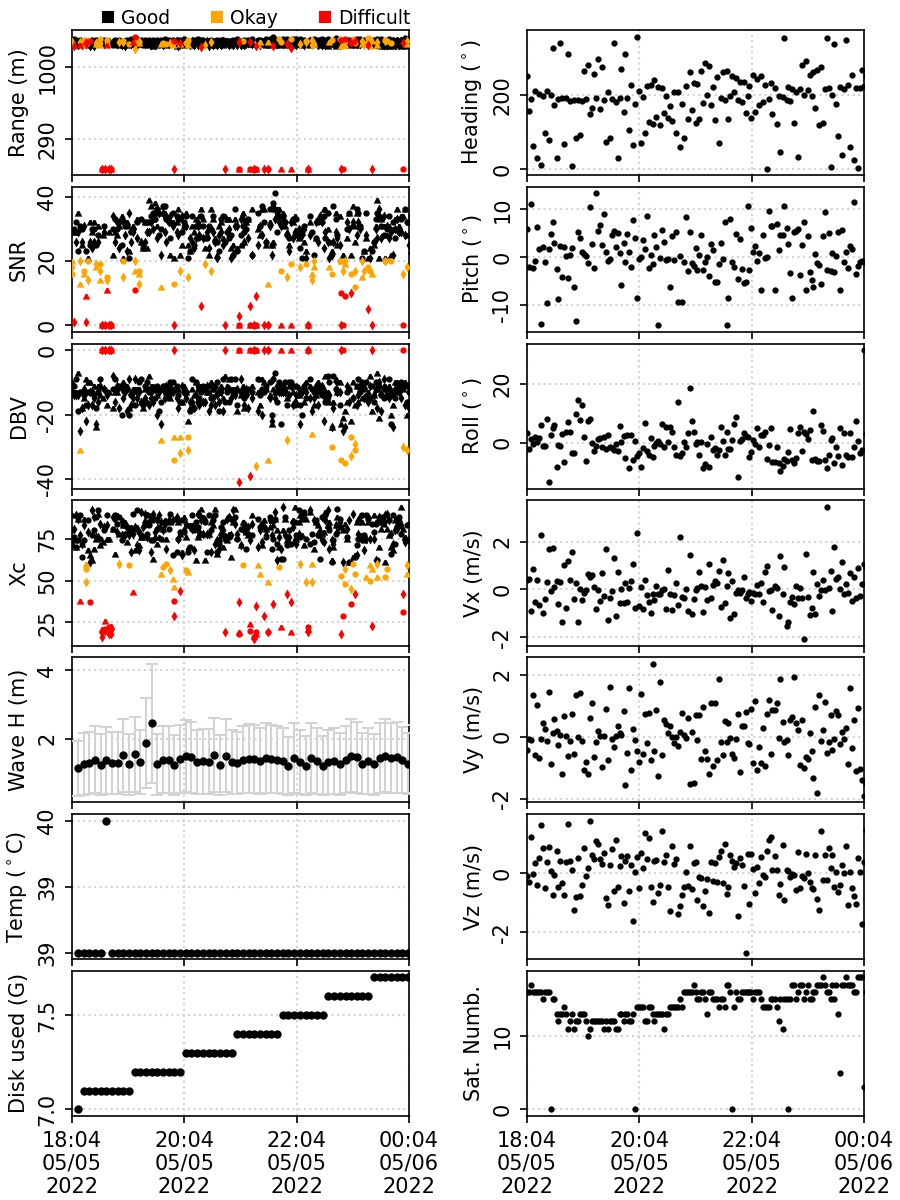 Good Okay Difficult
Range (m)
1000
290
Heading ( ° )
200
0
SNR
40
20
0
Pitch ( ° )
10
0
-10
DBV
0
-20
-40
Roll ( ° )
20
0
Xc
75
50
25
Vx (m/s)
2
0
-2
Wave H (m)
4
2
Vy (m/s)
2
0
-2
Temp ( ° C)
40
39
39
Vz (m/s)
0
-2
Disk used (G)
7.5
7.0
Sat. Numb.
10
0
18:04 20:04 22:04 00:04 18:04 20:04 22:04 00:04
05/05 05/05 05/05 05/06 05/05 05/05 05/05 05/06
2022 2022 2022 2022 2022 2022 2022 2022